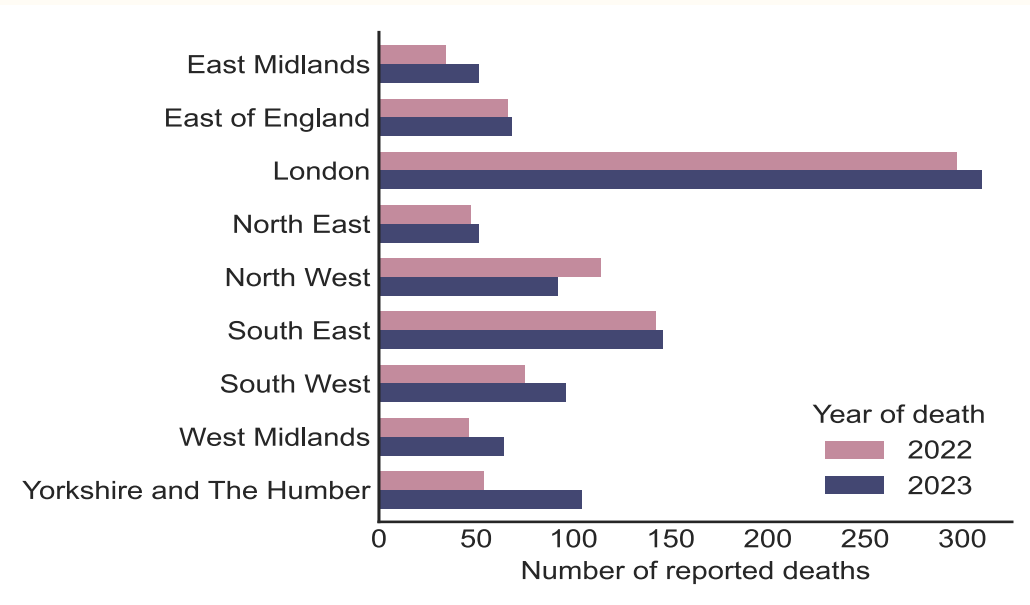 East Midlands
East of England
London
North East
North West
South East
South West
West Midlands
Yorkshire and The Humber
Year of death
2022
2023
0 50 100 150 200 250 300
Number of reported deaths